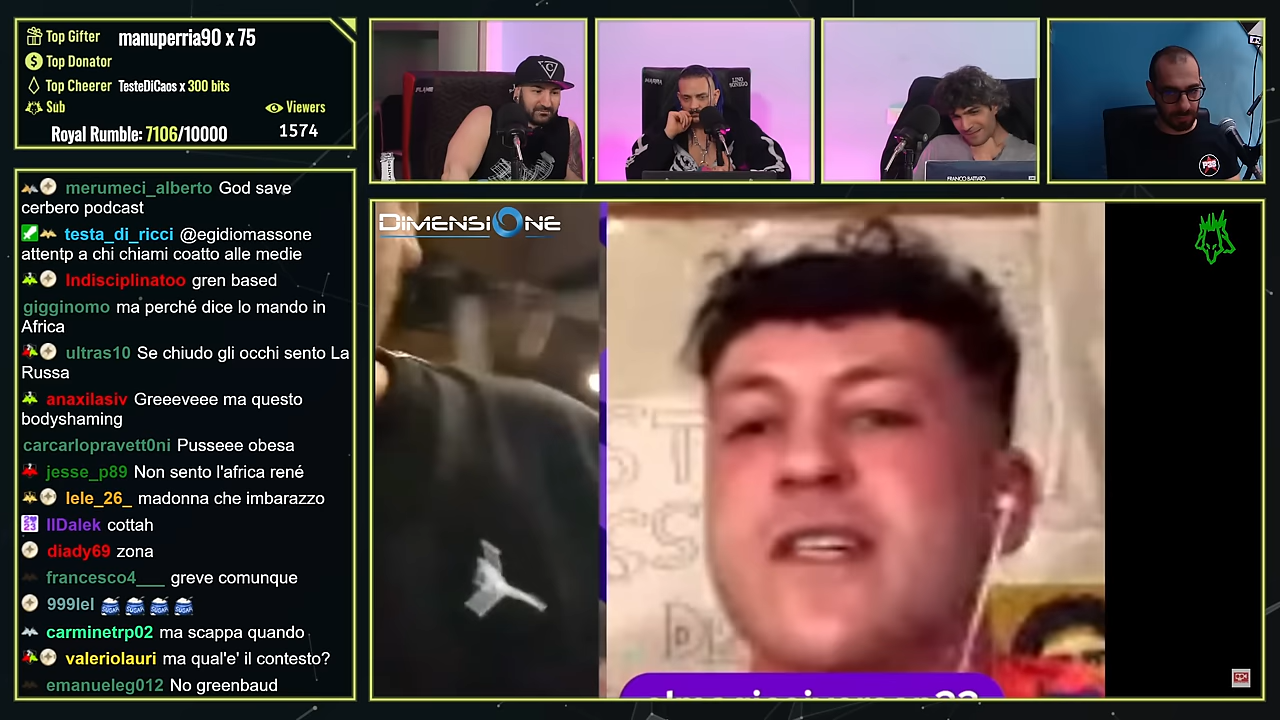 Top Gifter manuperria90 x 75
Top Donator
Top Cheerer TesteDiCaos x 300 bits
Sub Viewers
Royal Rumble: 7106/10000 1574
merumeci_alberto God save
cerbero podcast
testa_di_ricci @egidiomassone
attentp a chi chiami coatto alle medie
Indisciplinatoo gren based
gigginomo ma perché dice lo mando in
Africa
ultras10 Se chiudo gli occhi sento La
Russa
anaxilasiv Greeeveee ma questo
bodyshaming
carcarlopravett0ni Pusseee obesa
jesse_p89 Non sento l'africa rené
lele_26_ madonna che imbarazzo
IlDalek cottah
diady69 zona
francesco4___ greve comunque
999lel
carminetrp02 ma scappa quando
valeriolauri ma qual'e' il contesto?
emanueleg012 No greenbaud
FRANCO BATTIATO
DIMENSIONE